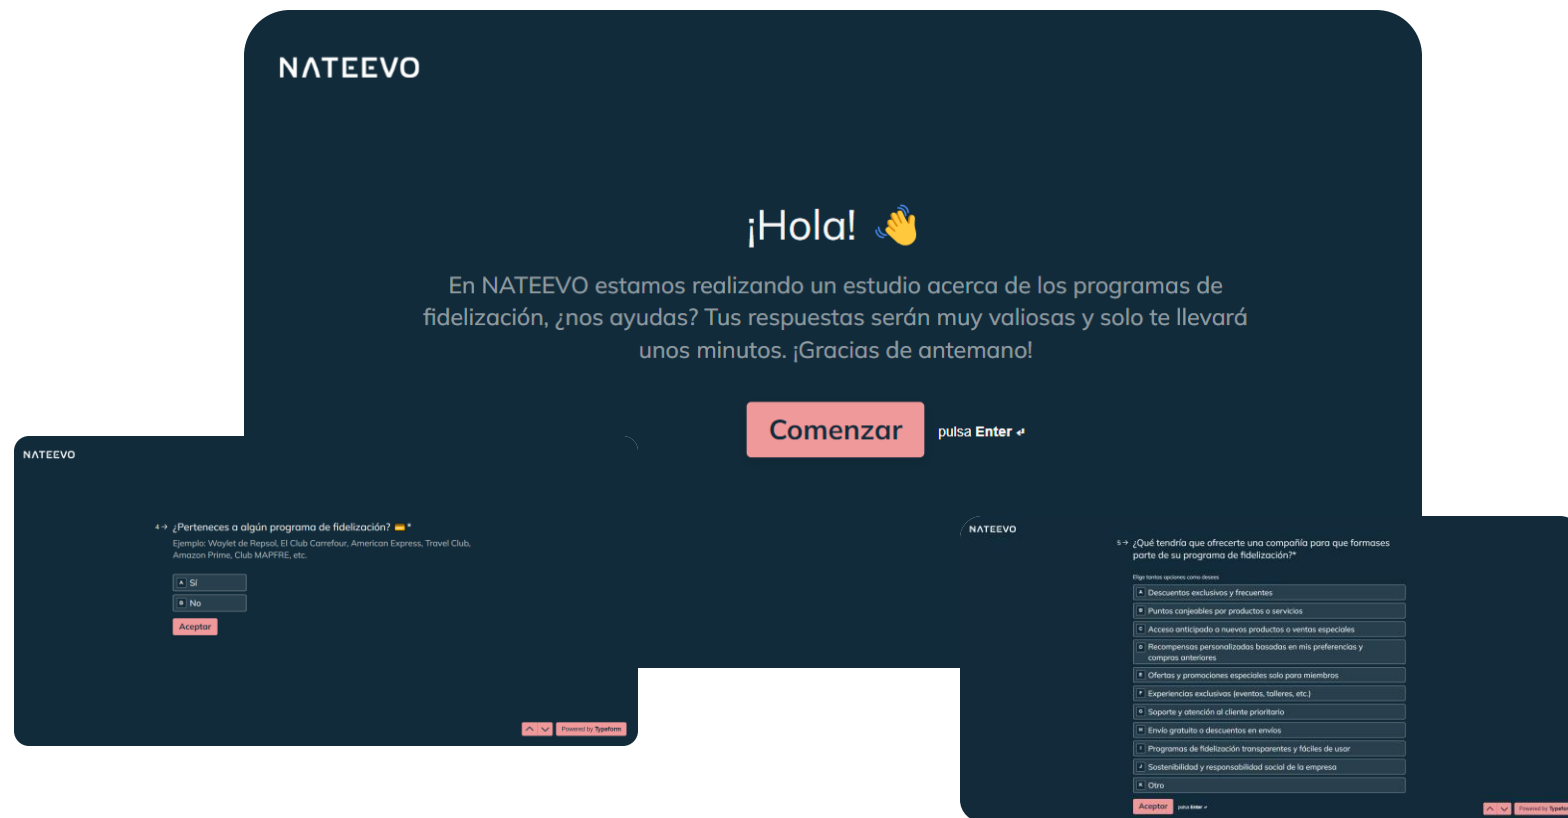 NATEEVO
¡Hola! 👋
En NATEEVO estamos realizando un estudio acerca de los programas de
fidelización, ¿nos ayudas? Tus respuestas serán muy valiosas y solo te llevará
unos minutos. ¡Gracias de antemano!
Comenzar
pulsa Enter ↵
NATEEVO
4→ ¿Perteneces a algún programa de fidelización? 💳*
Ejemplo: Waylet de Repsol, El Club Carrefour, American Express, Travel Club,
Amazon Prime, Club MAPFRE, etc.
A Sí
B No
Aceptar
Powered by Typeform
NATEEVO
5→ ¿Qué tendría que ofrecerte una compañía para que formases
parte de su programa de fidelización?*
Elige tantas opciones como desees
A Descuentos exclusivos y frecuentes
B Puntos canjeables por productos o servicios
C Acceso anticipado a nuevos productos o ventas especiales
D Recompensas personalizadas basadas en mis preferencias y
compras anteriores
E Ofertas y promociones especiales solo para miembros
F Experiencias exclusivas (eventos, talleres, etc.)
G Soporte y atención al cliente prioritario
H Envío gratuito o descuentos en envíos
I Programas de fidelización transparentes y fáciles de usar
J Sostenibilidad y responsabilidad social de la empresa
K Otro
Aceptar
pulsa Enter ↵
Powered by Typefor